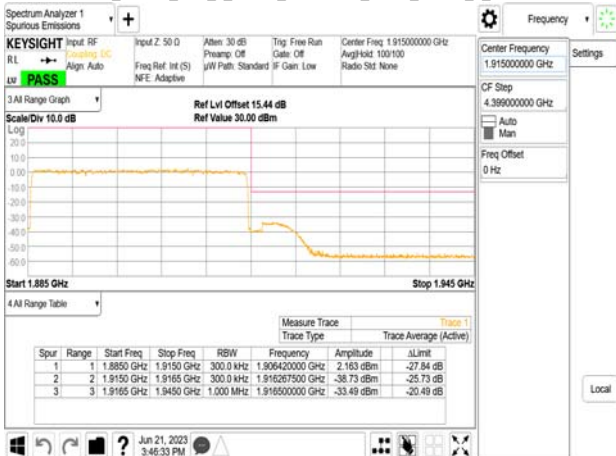 Spectrum Analyzer 1
Spurious Emissions
+
Frequency
KEYSIGHT Input: RF Input Z: 50 Ω Atten: 30 dB Trig: Free Run Center Freq: 1.915000000 GHz
RL Coupling: DC Preamp: Off Gate: Off Avg|Hold: 100/100
Align: Auto Freq Ref: Int (S) µW Path: Standard IF Gain: Low Radio Std: None
LW PASS NFE: Adaptive
Center Frequency
1.915000000 GHz
Settings
CF Step
4.399000000 GHz
Auto
Man
Freq Offset
0 Hz
3 All Range Graph
Ref Lvl Offset 15.44 dB
Scale/Div 10.0 dB Ref Value 30.00 dBm
Log
20.0
10.0
0.00
-10.0
-20.0
-30.0
-40.0
-50.0
-60.0
Start 1.885 GHz Stop 1.945 GHz
4 All Range Table
Measure Trace Trace 1
Trace Type Trace Average (Active)
Spur Range Start Freq Stop Freq RBW Frequency Amplitude ΔLimit
1 1 1.8850 GHz 1.9150 GHz 300.0 kHz 1.906420000 GHz 2.163 dBm -27.84 dB
2 2 1.9150 GHz 1.9165 GHz 300.0 kHz 1.916267500 GHz -38.73 dBm -25.73 dB
3 3 1.9165 GHz 1.9450 GHz 1.000 MHz 1.916500000 GHz -33.49 dBm -20.49 dB
Local
? Jun 21, 2023
3:46:33 PM